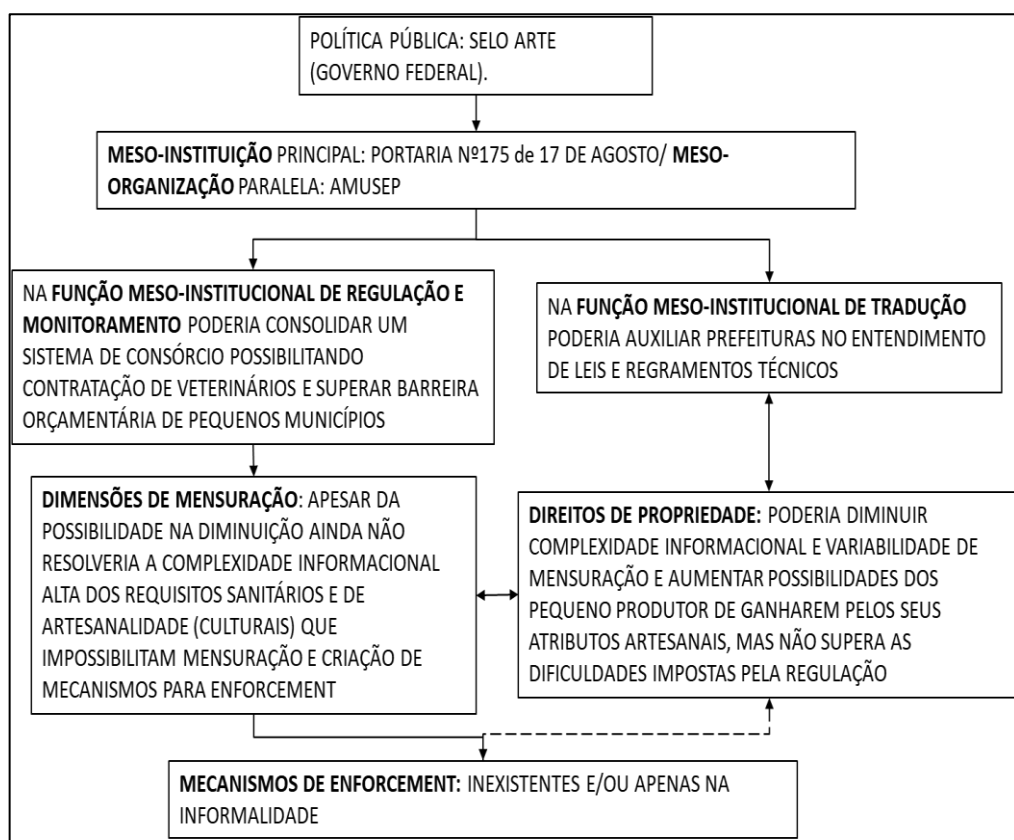 POLÍTICA PÚBLICA: SELO ARTE
(GOVERNO FEDERAL).
MESO-INSTITUIÇÃO PRINCIPAL: PORTARIA Nº175 de 17 DE AGOSTO/ MESO-
ORGANIZAÇÃO PARALELA: AMUSEP
NA FUNÇÃO MESO-INSTITUCIONAL DE REGULAÇÃO E
MONITORAMENTO PODERIA CONSOLIDAR UM
SISTEMA DE CONSÓRCIO POSSIBILITANDO
CONTRATAÇÃO DE VETERINÁRIOS E SUPERAR BARREIRA
ORÇAMENTÁRIA DE PEQUENOS MUNICÍPIOS
NA FUNÇÃO MESO-INSTITUCIONAL DE TRADUÇÃO
PODERIA AUXILIAR PREFEITURAS NO ENTENDIMENTO
DE LEIS E REGRAMENTOS TÉCNICOS
DIMENSÕES DE MENSURAÇÃO: APESAR DA
POSSIBILIDADE NA DIMINUIÇÃO AINDA NÃO
RESOLVERIA A COMPLEXIDADE INFORMACIONAL
ALTA DOS REQUISITOS SANITÁRIOS E DE
ARTESANALIDADE (CULTURAIS) QUE
IMPOSSIBILITAM MENSURAÇÃO E CRIAÇÃO DE
MECANISMOS PARA ENFORCEMENT
DIREITOS DE PROPRIEDADE: PODERIA DIMINUIR
COMPLEXIDADE INFORMACIONAL E VARIABILIDADE DE
MENSURAÇÃO E AUMENTAR POSSIBILIDADES DOS
PEQUENO PRODUTOR DE GANHAREM PELOS SEUS
ATRIBUTOS ARTESANAIS, MAS NÃO SUPERA AS
DIFICULDADES IMPOSTAS PELA REGULAÇÃO
MECANISMOS DE ENFORCEMENT: INEXISTENTES E/OU APENAS NA
INFORMALIDADE